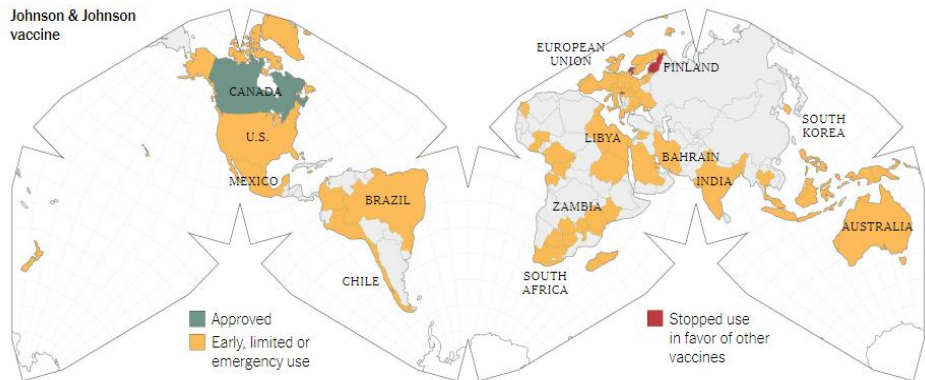 Johnson & Johnson
vaccine
CANADA
U.S.
MEXICO
BRAZIL
CHILE
EUROPEAN
UNION
FINLAND
SOUTH
KOREA
LIBYA
BAHRAIN
INDIA
ZAMBIA
AUSTRALIA
SOUTH
AFRICA
Approved
Early, limited or
emergency use
Stopped use
in favor of other
vaccines